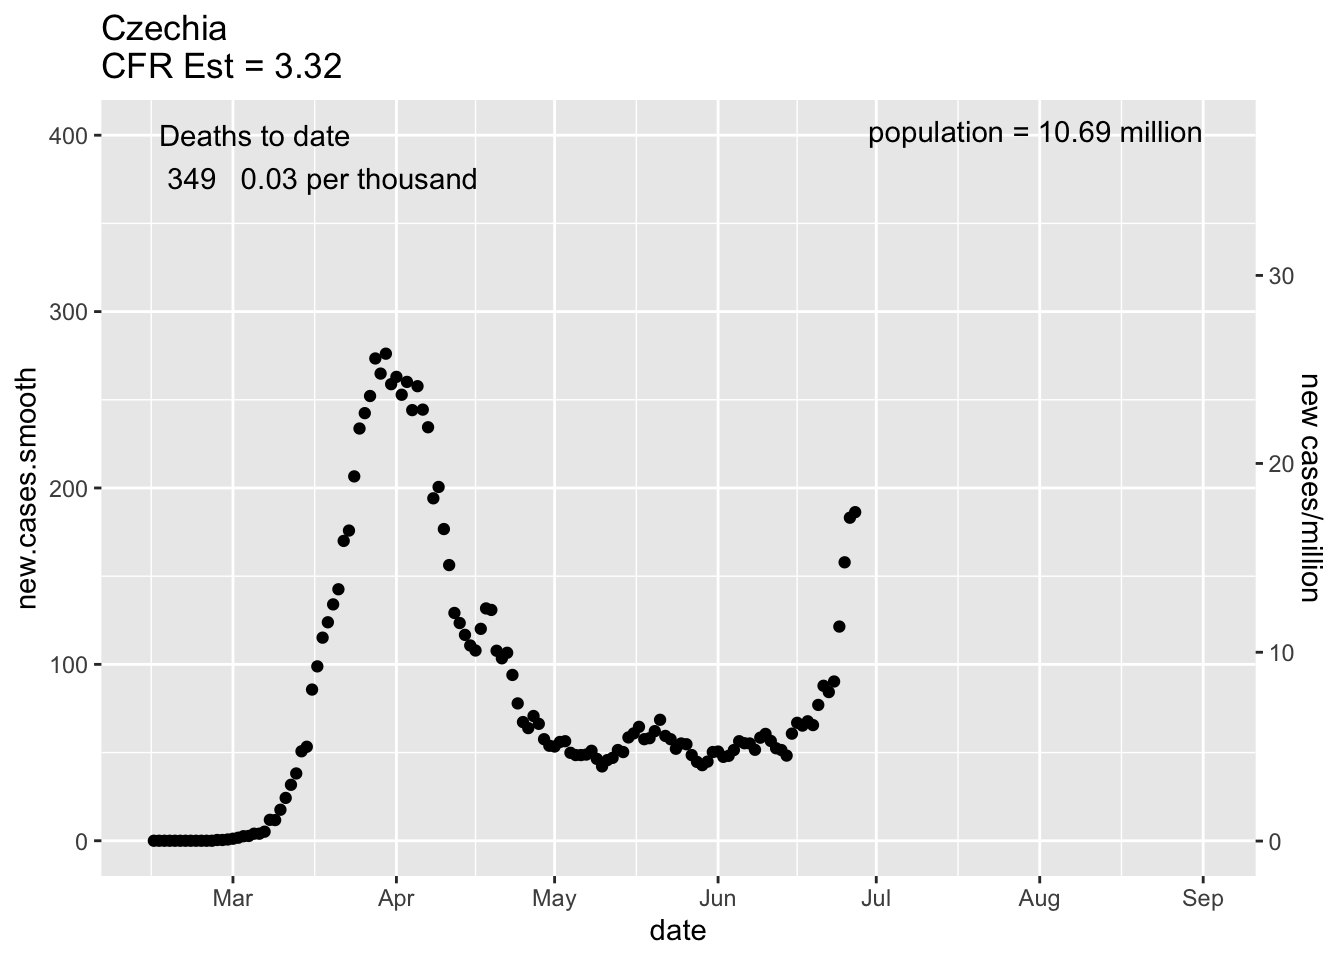 Czechia
CFR Est = 3.32
Deaths to date
349 0.03 per thousand
population = 10.69 million
400
300
200
100
0
new.cases.smooth
30
20
10
0
new cases/million
Mar Apr May Jun Jul Aug Sep
date